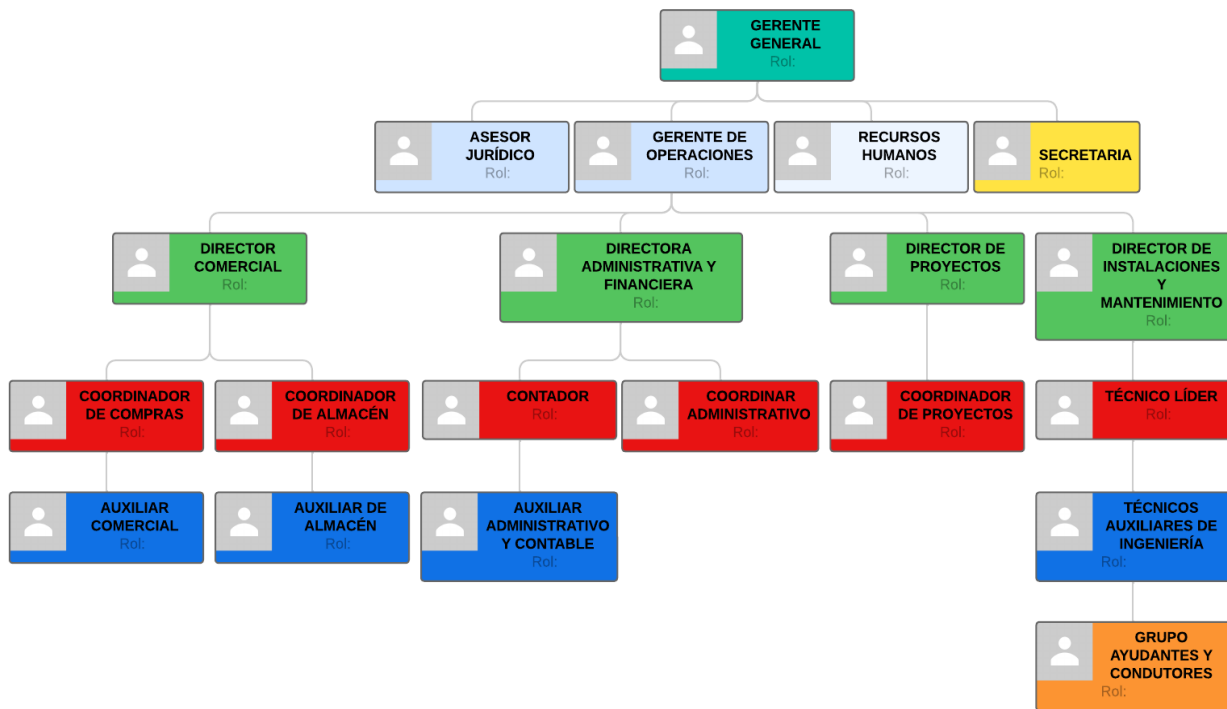 GERENTE
GENERAL
Rol:
ASESOR
JURÍDICO
Rol:
GERENTE DE
OPERACIONES
Rol:
RECURSOS
HUMANOS
Rol:
SECRETARIA
Rol:
DIRECTOR
COMERCIAL
Rol:
DIRECTORA
ADMINISTRATIVA Y
FINANCIERA
Rol:
DIRECTOR DE
PROYECTOS
Rol:
DIRECTOR DE
INSTALACIONES
Y
MANTENIMIENTO
Rol:
COORDINADOR
DE COMPRAS
Rol:
COORDINADOR
DE ALMACÉN
Rol:
CONTADOR
Rol:
COORDINAR
ADMINISTRATIVO
Rol:
COORDINADOR
DE PROYECTOS
Rol:
TÉCNICO LÍDER
Rol:
AUXILIAR
COMERCIAL
Rol:
AUXILIAR DE
ALMACÉN
Rol:
AUXILIAR
ADMINISTRATIVO
Y CONTABLE
Rol:
TÉCNICOS
AUXILIARES DE
INGENIERÍA
Rol:
GRUPO
AYUDANTES Y
CONDUTORES
Rol: